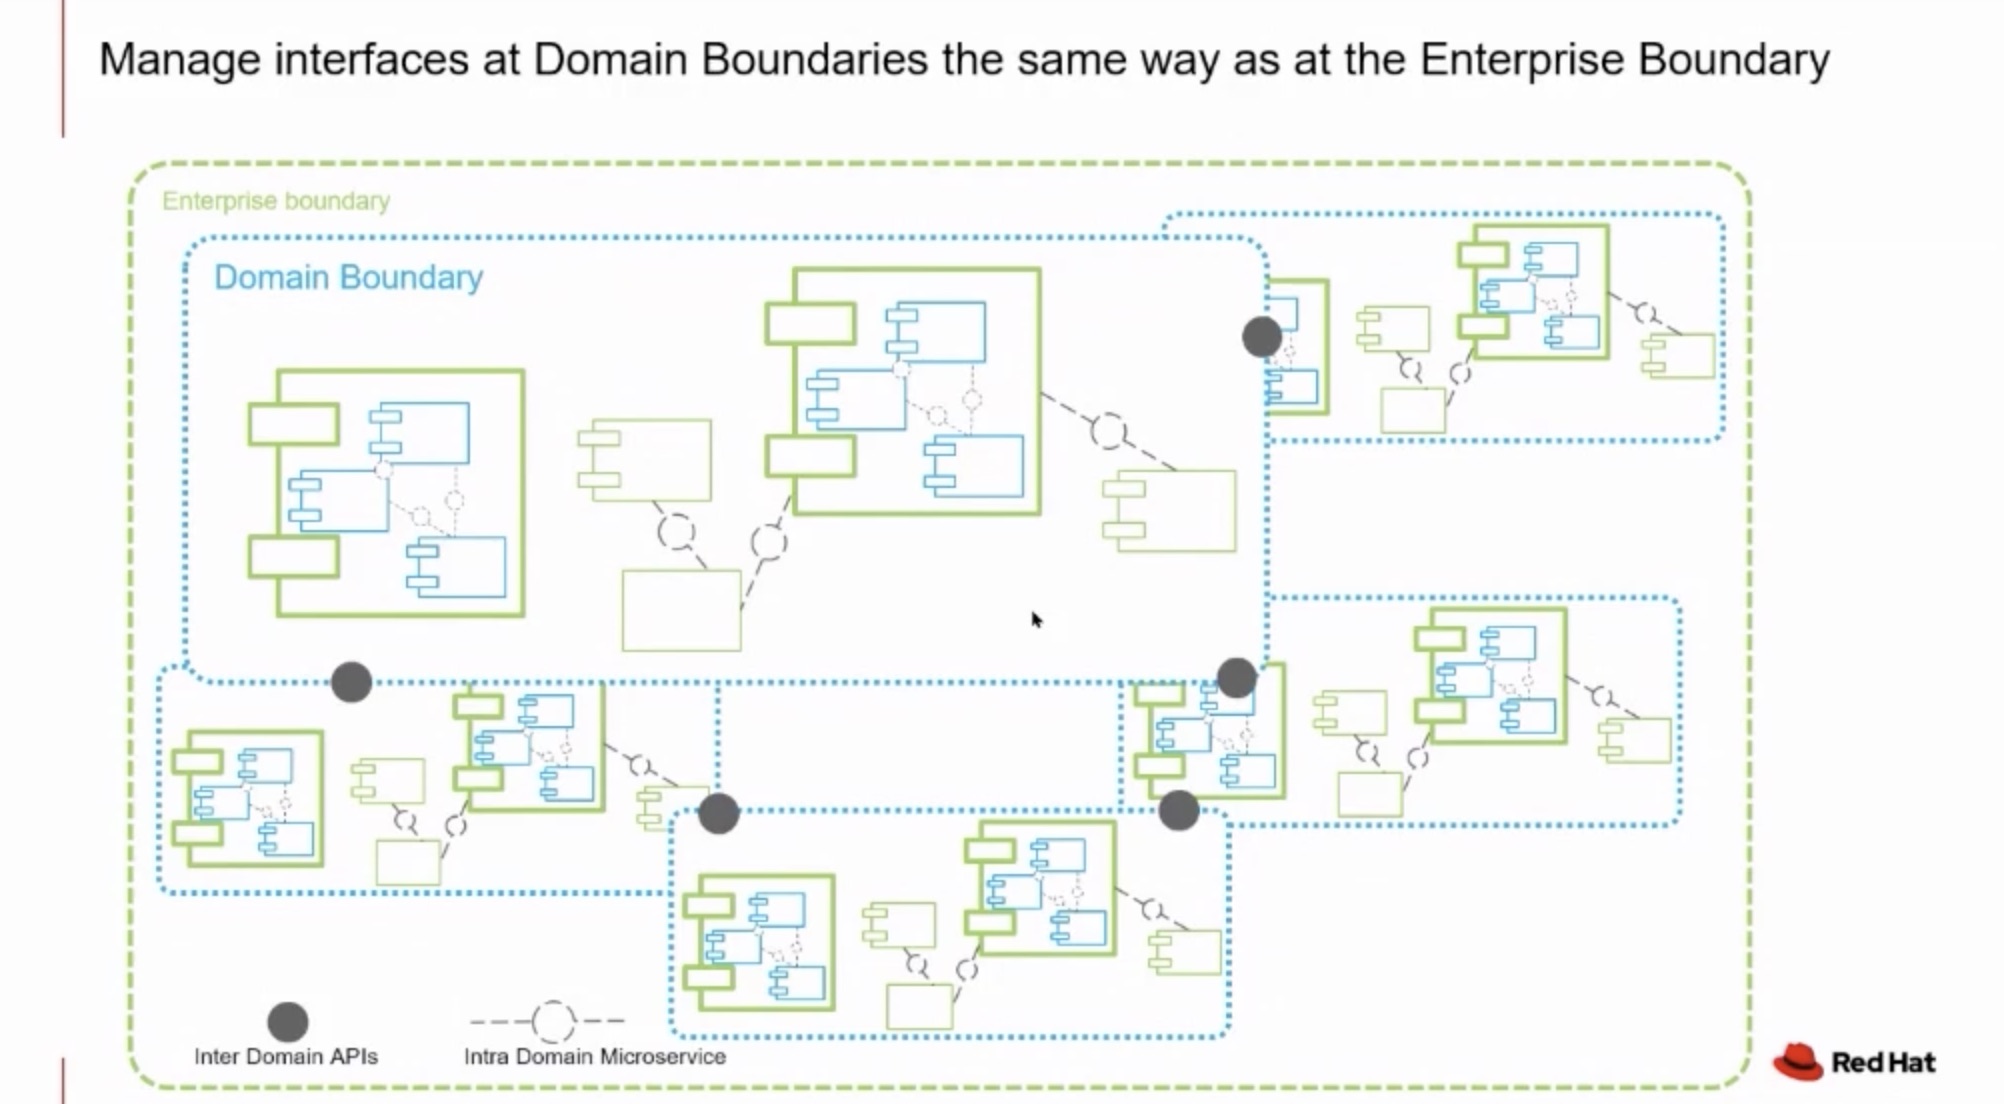 Manage interfaces at Domain Boundaries the same way as at the Enterprise Boundary
Enterprise boundary
Domain Boundary
Inter Domain APIs
Intra Domain Microservice
Red Hat